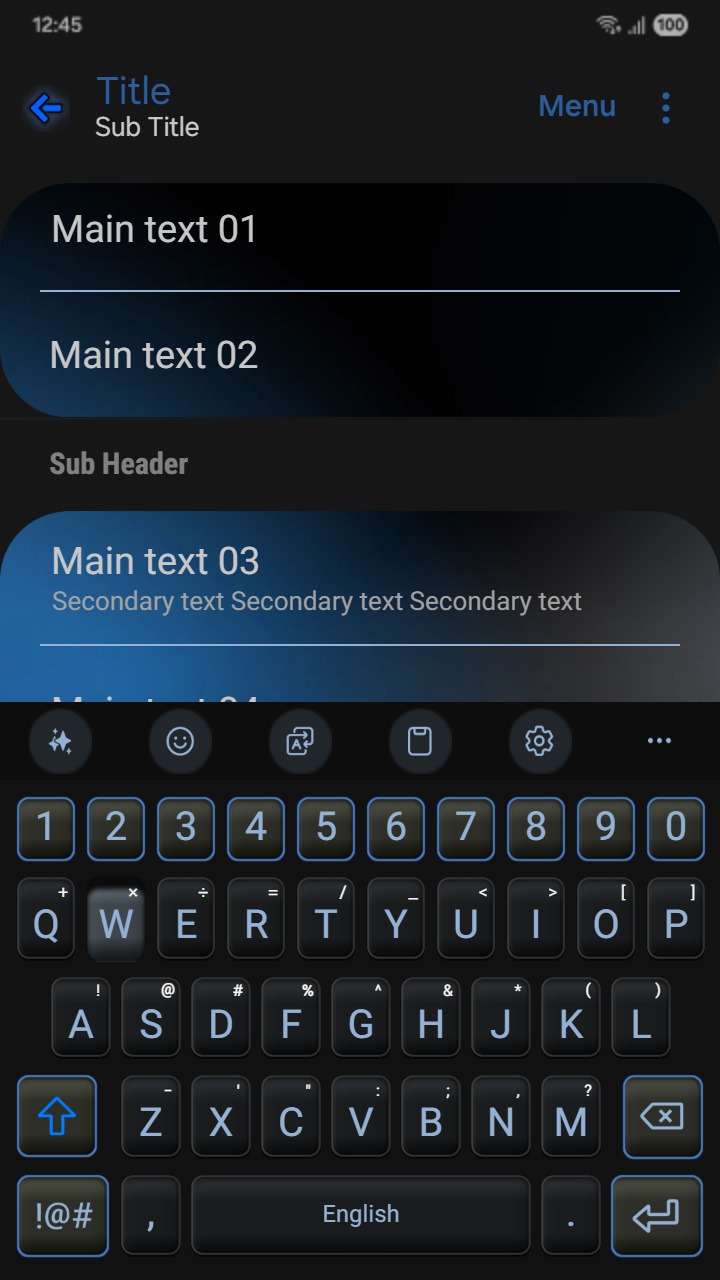 12:45
100
Title
Sub Title
Menu
Main text 01
Main text 02
Sub Header
Main text 03
Secondary text Secondary text Secondary text
1 2 3 4 5 6 7 8 9 0
+ × ÷ = / _ < > [ ]
Q W E R T Y U I O P
! @ # % ^ & * ( )
A S D F G H J K L
- ' " : ; , ?
Z X C V B N M
!@# , English .